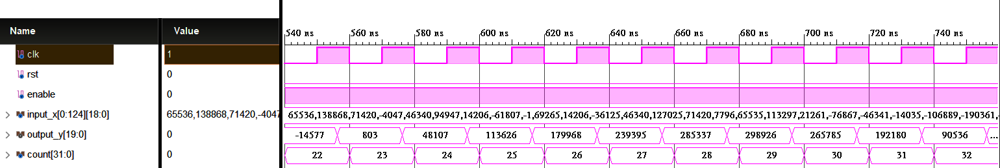 Name Value 540 ns 560 ns 580 ns 600 ns 620 ns 640 ns 660 ns 680 ns 700 ns 720 ns 740 ns
clk 1
rst 0
enable 0
input_x[0:124][18:0] 65536,138868,71420,-4047 65536,138868,71420,-4047,46340,94947,14206,-61807,-1,69265,14206,-36125,46340,127025,71420,7796,65535,113297,21261,-76867,-46341,-14035,-106889,-190361,-
output_y[19:0] 0 -14577 803 48107 113626 179968 239395 285337 298926 265785 192180 90536 ...
count[31:0] 0 22 23 24 25 26 27 28 29 30 31 32